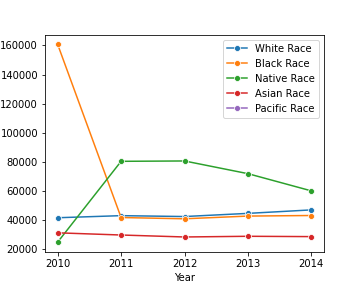 160000
140000
120000
100000
80000
60000
40000
20000
White Race
Black Race
Native Race
Asian Race
Pacific Race
2010 2011 2012 2013 2014
Year